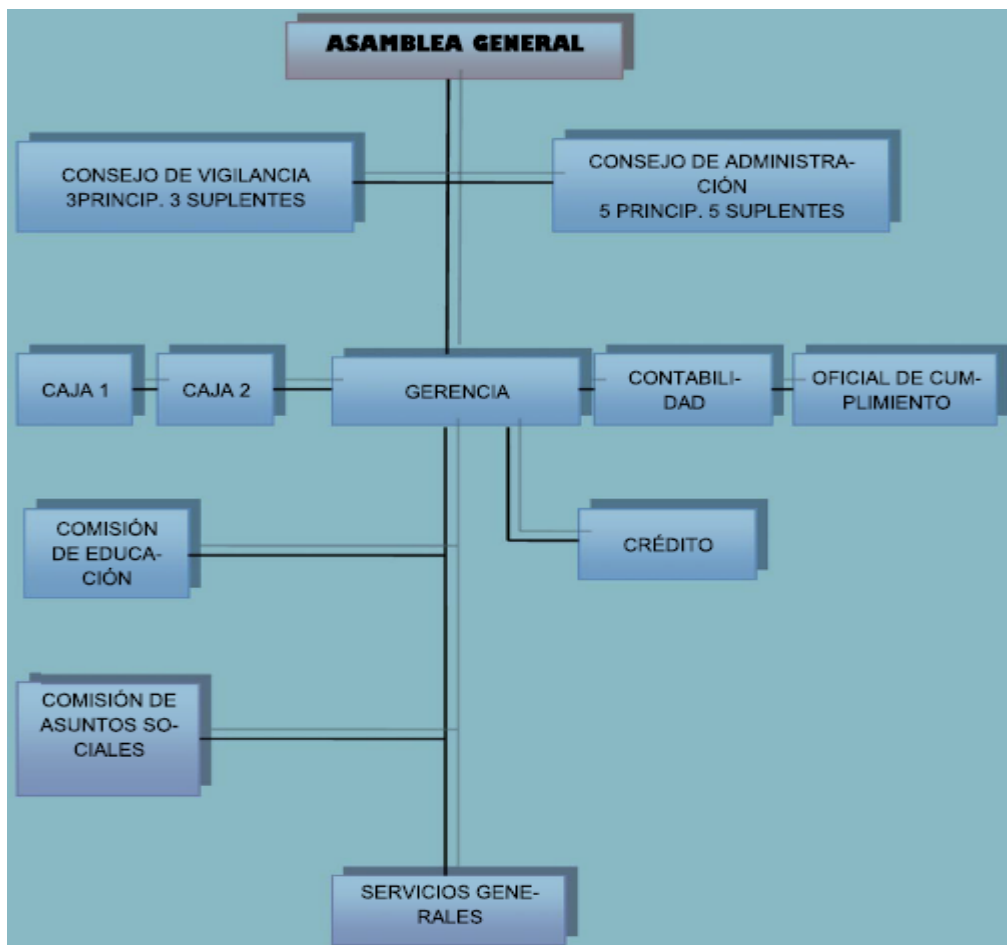 ASAMBLEA GENERAL
CONSEJO DE VIGILANCIA
3PRINCIP. 3 SUPLENTES
CONSEJO DE ADMINISTRA-
CIÓN
5 PRINCIP. 5 SUPLENTES
CAJA 1
CAJA 2
GERENCIA
CONTABILI-
DAD
OFICIAL DE CUM-
PLIMIENTO
COMISIÓN
DE EDUCA-
CIÓN
CRÉDITO
COMISIÓN DE
ASUNTOS SO-
CIALES
SERVICIOS GENE-
RALES